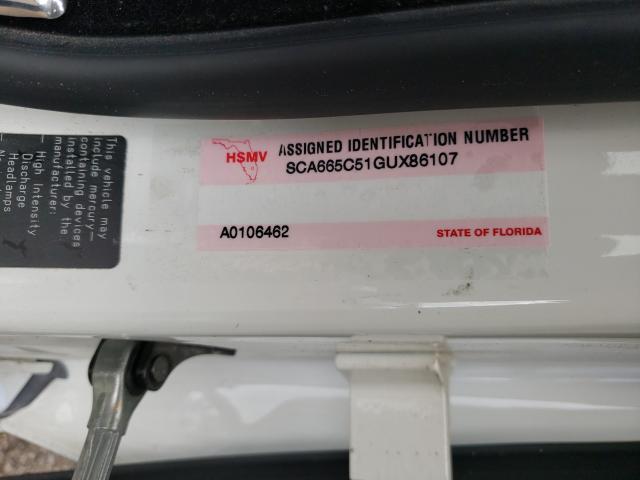 This vehicle may
include mercury-
containing devices
installed by the
manufacturer:
- High Intensity
Discharge
Headlamps
HSMV
ASSIGNED IDENTIFICATION NUMBER
SCA665C51GUX86107
A0106462
STATE OF FLORIDA